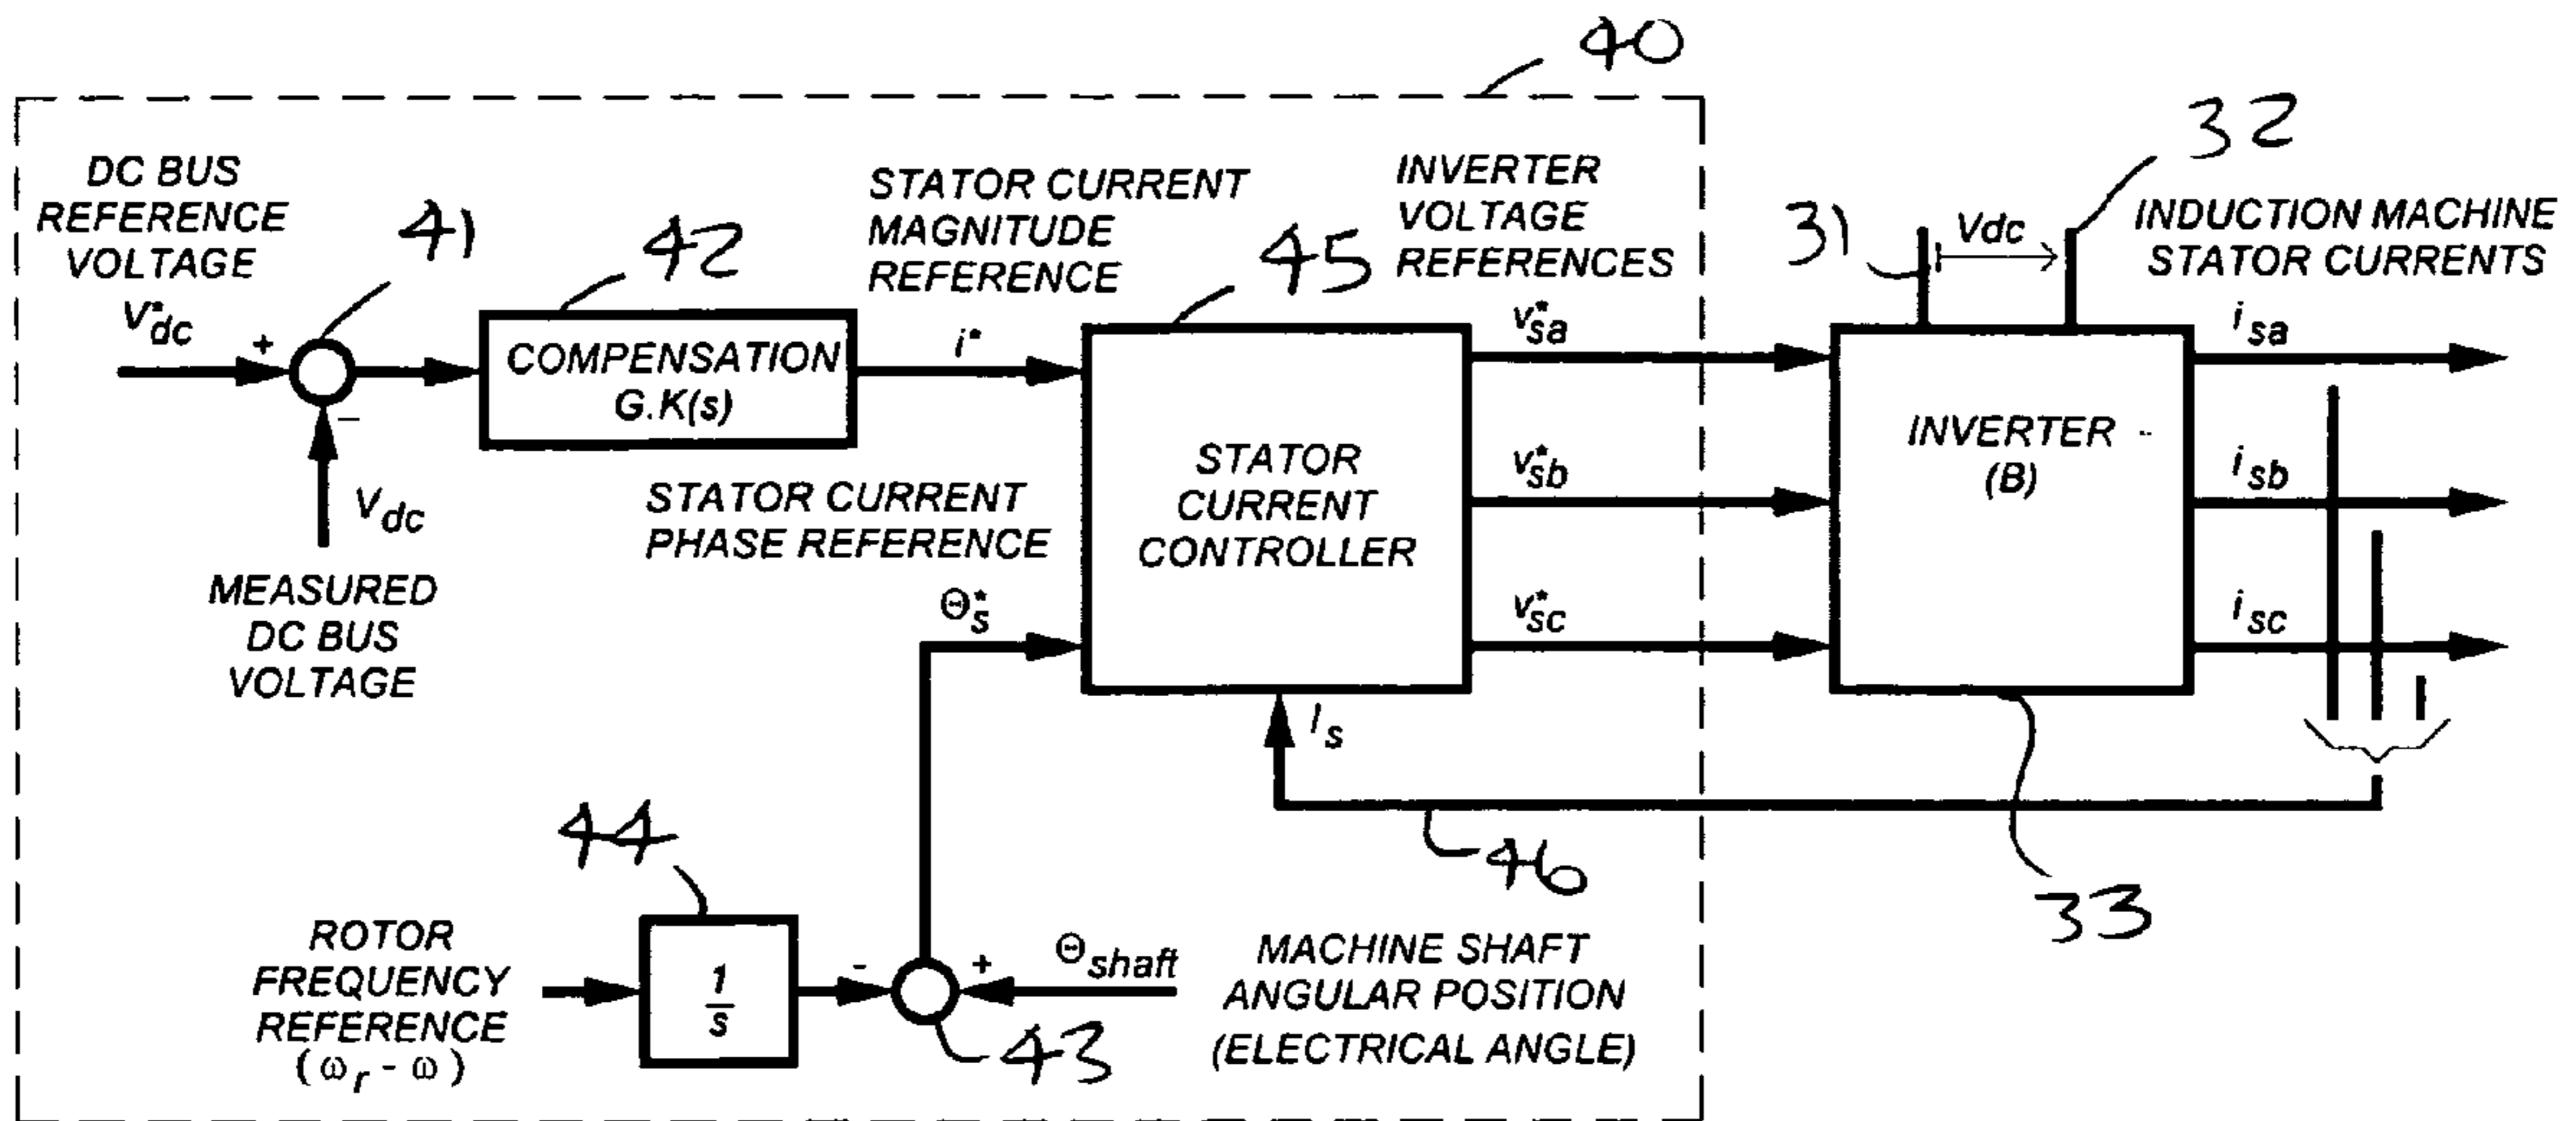 40
32
DC BUS
REFERENCE
VOLTAGE
V*dc
+
−
41
Vdc
MEASURED
DC BUS
VOLTAGE
42
COMPENSATION
G.K(s)
STATOR CURRENT
MAGNITUDE
REFERENCE
i*
STATOR CURRENT
PHASE REFERENCE
Θ*s
45
STATOR
CURRENT
CONTROLLER
INVERTER
VOLTAGE
REFERENCES
v*sa
v*sb
v*sc
31
Vdc
INDUCTION MACHINE
STATOR CURRENTS
INVERTER
(B)
isa
isb
isc
Is
46
33
44
ROTOR
FREQUENCY
REFERENCE
(ωr - ω)
1
s
-
+
43
Θshaft
MACHINE SHAFT
ANGULAR POSITION
(ELECTRICAL ANGLE)